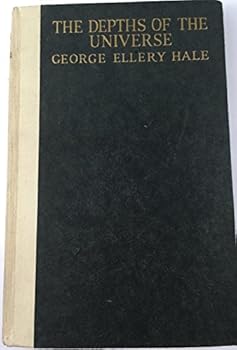 THE DEPTHS OF THE
UNIVERSE
GEORGE ELLERY HALE